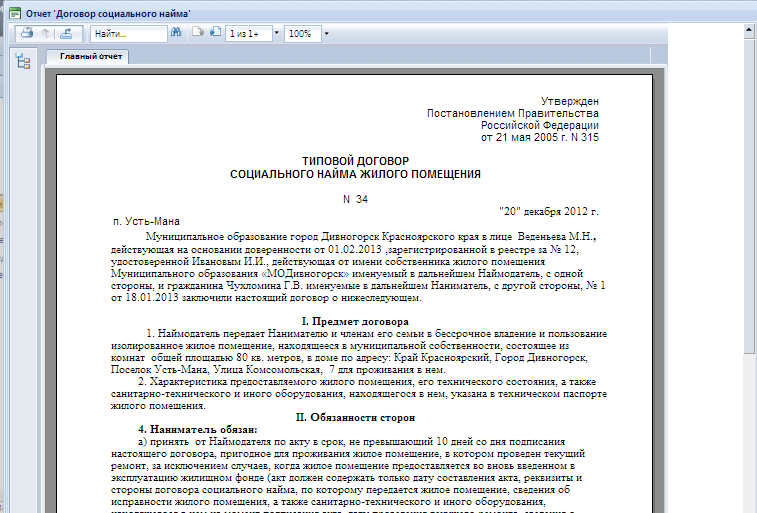 Отчет 'Договор социального найма'
Найти... 1 из 1+ 100%
Главный отчет
Утвержден
Постановлением Правительства
Российской Федерации
от 21 мая 2005 г. N 315
ТИПОВОЙ ДОГОВОР
СОЦИАЛЬНОГО НАЙМА ЖИЛОГО ПОМЕЩЕНИЯ
N 34
"20" декабря 2012 г.
п. Усть-Мана
Муниципальное образование город Дивногорск Красноярского края в лице Веденьева М.Н.,
действующая на основании доверенности от 01.02.2013 ,зарегистрированной в реестре за № 12,
удостоверенной Ивановым И.И., действующая от имени собственника жилого помещения
Муниципального образования «МОДивногорск» именуемый в дальнейшем Наймодатель, с одной
стороны, и гражданина Чухломина Г.В. именуемые в дальнейшем Наниматель, с другой стороны, № 1
от 18.01.2013 заключили настоящий договор о нижеследующем.
I. Предмет договора
1. Наймодатель передает Нанимателю и членам его семьи в бессрочное владение и пользование
изолированное жилое помещение, находящееся в муниципальной собственности, состоящее из
комнат общей площадью 80 кв. метров, в доме по адресу: Край Красноярский, Город Дивногорск,
Поселок Усть-Мана, Улица Комсомольская, 7 для проживания в нем.
2. Характеристика предоставляемого жилого помещения, его технического состояния, а также
санитарно-технического и иного оборудования, находящегося в нем, указана в техническом паспорте
жилого помещения.
II. Обязанности сторон
4. Наниматель обязан:
а) принять от Наймодателя по акту в срок, не превышающий 10 дней со дня подписания
настоящего договора, пригодное для проживания жилое помещение, в котором проведен текущий
ремонт, за исключением случаев, когда жилое помещение предоставляется во вновь введенном в
эксплуатацию жилищном фонде (акт должен содержать только дату составления акта, реквизиты и
стороны договора социального найма, по которому передается жилое помещение, сведения об
исправности жилого помещения, а также санитарно-технического и иного оборудования,